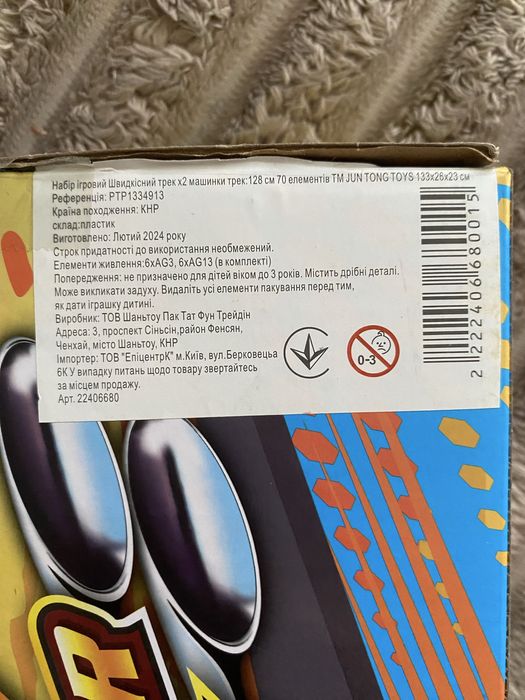 Набір ігровий Швидкісний трек х2 машинки трек:128 см 70 елементів ТМ JUN TONG TOYS 133х26х23 см
Референція: PTP1334913
Країна походження: КНР
склад:пластик
Виготовлено: Лютий 2024 року
Строк придатності до використання необмежений.
Елементи живлення:6xAG3, 6xAG13 (в комплекті)
Попередження: не призначено для дітей віком до 3 років. Містить дрібні деталі.
Може викликати задуху. Видаліть усі елементи пакування перед тим,
як дати іграшку дитині.
Виробник: ТОВ Шаньтоу Пак Тат Фун Трейдін
Адреса: 3, проспект Сіньсін,район Фенсян,
Ченхай, місто Шаньтоу, КНР
Імпортер: ТОВ "ЕпіцентрК" м.Київ, вул.Берковецьа
6К У випадку питань щодо товару звертайтесь
за місцем продажу.
Арт. 22406680
0-3
2 222406 680015
AR